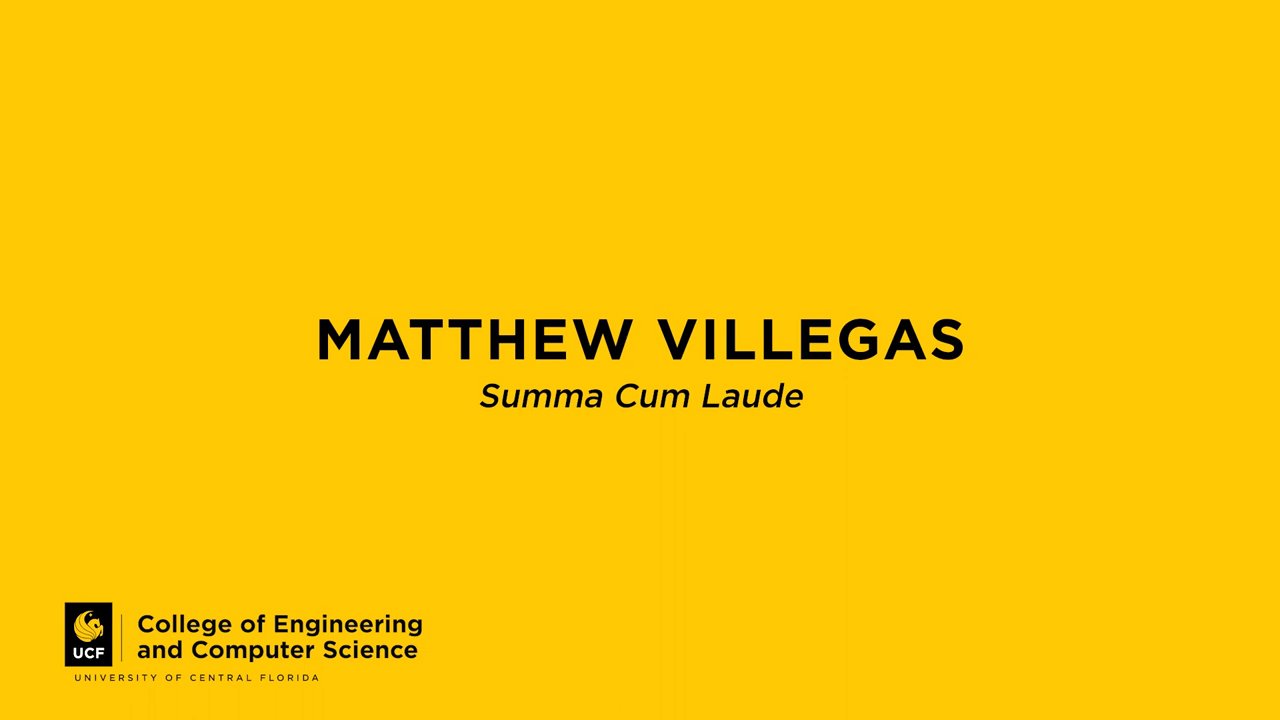 MATTHEW VILLEGAS
Summa Cum Laude
College of Engineering
and Computer Science
UCF
UNIVERSITY OF CENTRAL FLORIDA